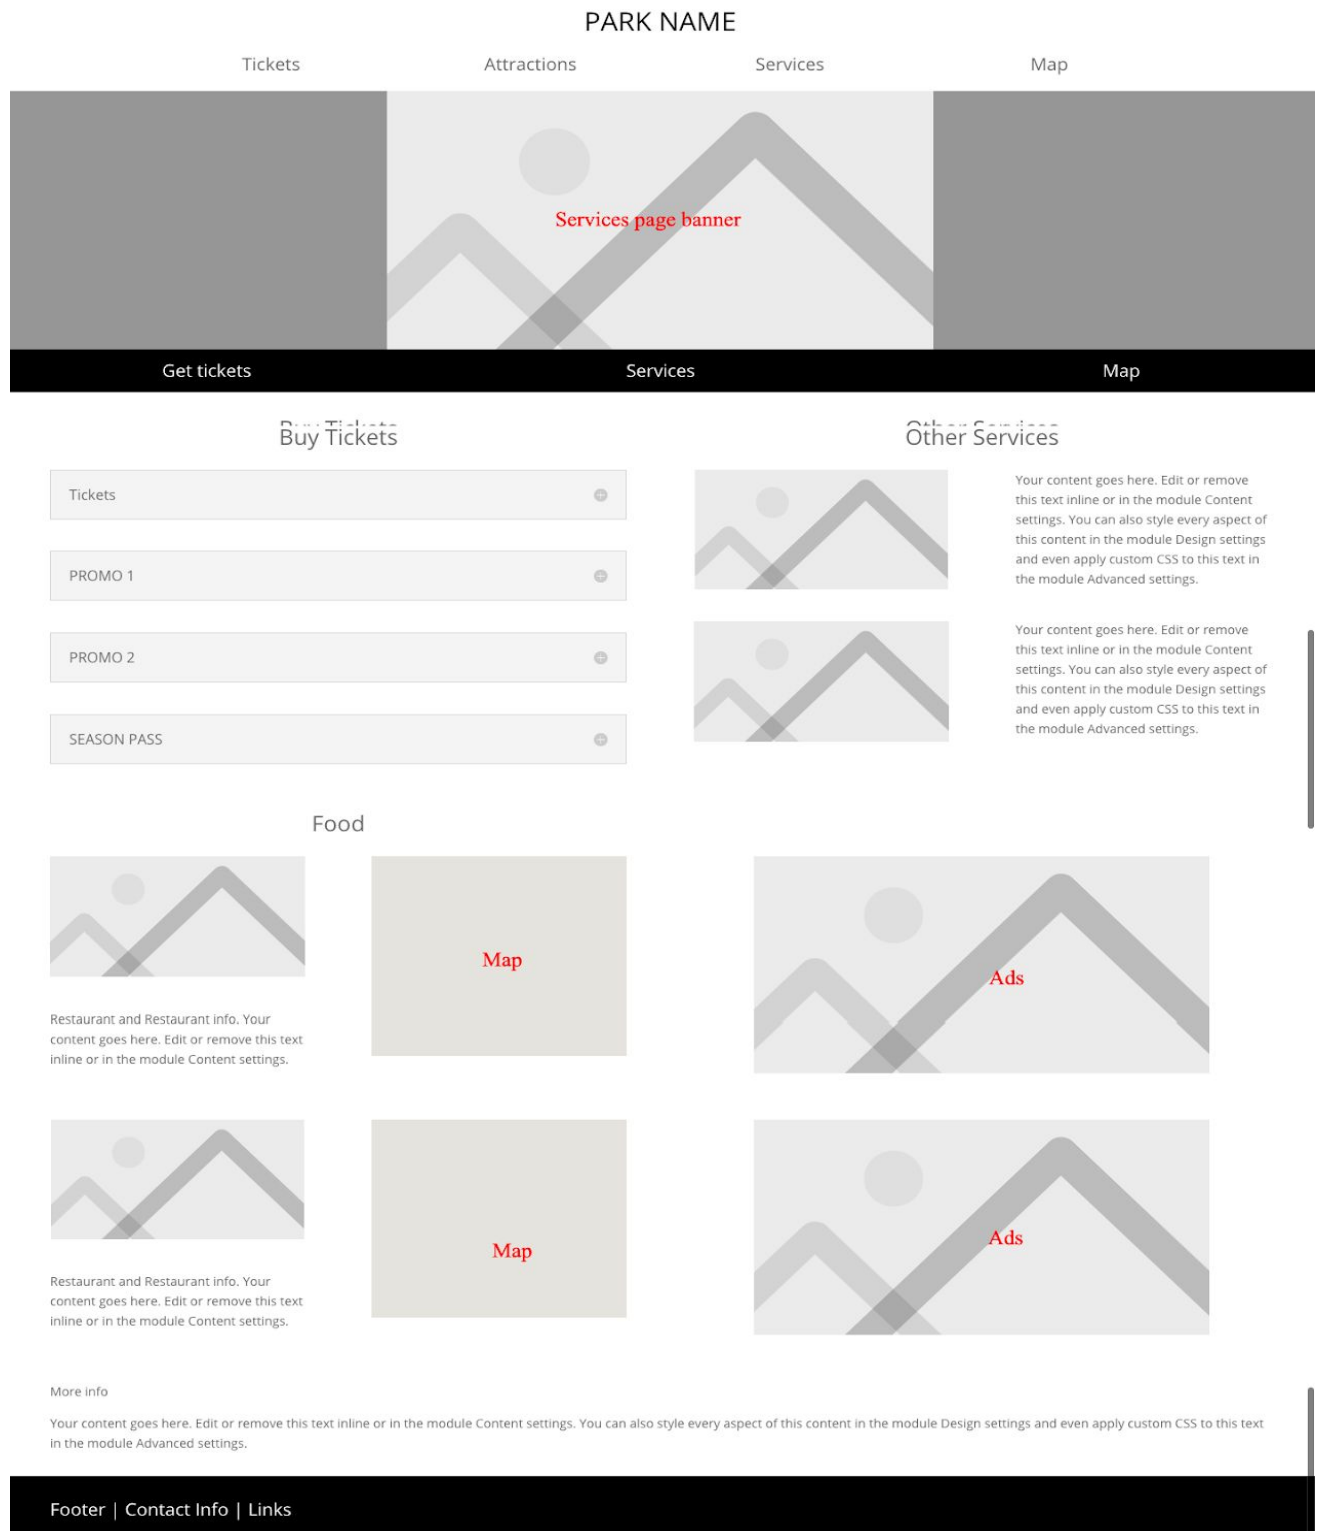 PARK NAME
Tickets Attractions Services Map
Services page banner
Get tickets Services Map
Buy Tickets
Tickets
PROMO 1
PROMO 2
SEASON PASS
Other Services
Your content goes here. Edit or remove
this text inline or in the module Content
settings. You can also style every aspect of
this content in the module Design settings
and even apply custom CSS to this text in
the module Advanced settings.
Your content goes here. Edit or remove
this text inline or in the module Content
settings. You can also style every aspect of
this content in the module Design settings
and even apply custom CSS to this text in
the module Advanced settings.
Food
Map
Restaurant and Restaurant info. Your
content goes here. Edit or remove this text
inline or in the module Content settings.
Ads
Map
Restaurant and Restaurant info. Your
content goes here. Edit or remove this text
inline or in the module Content settings.
Ads
More info
Your content goes here. Edit or remove this text inline or in the module Content settings. You can also style every aspect of this content in the module Design settings and even apply custom CSS to this text
in the module Advanced settings.
Footer | Contact Info | Links